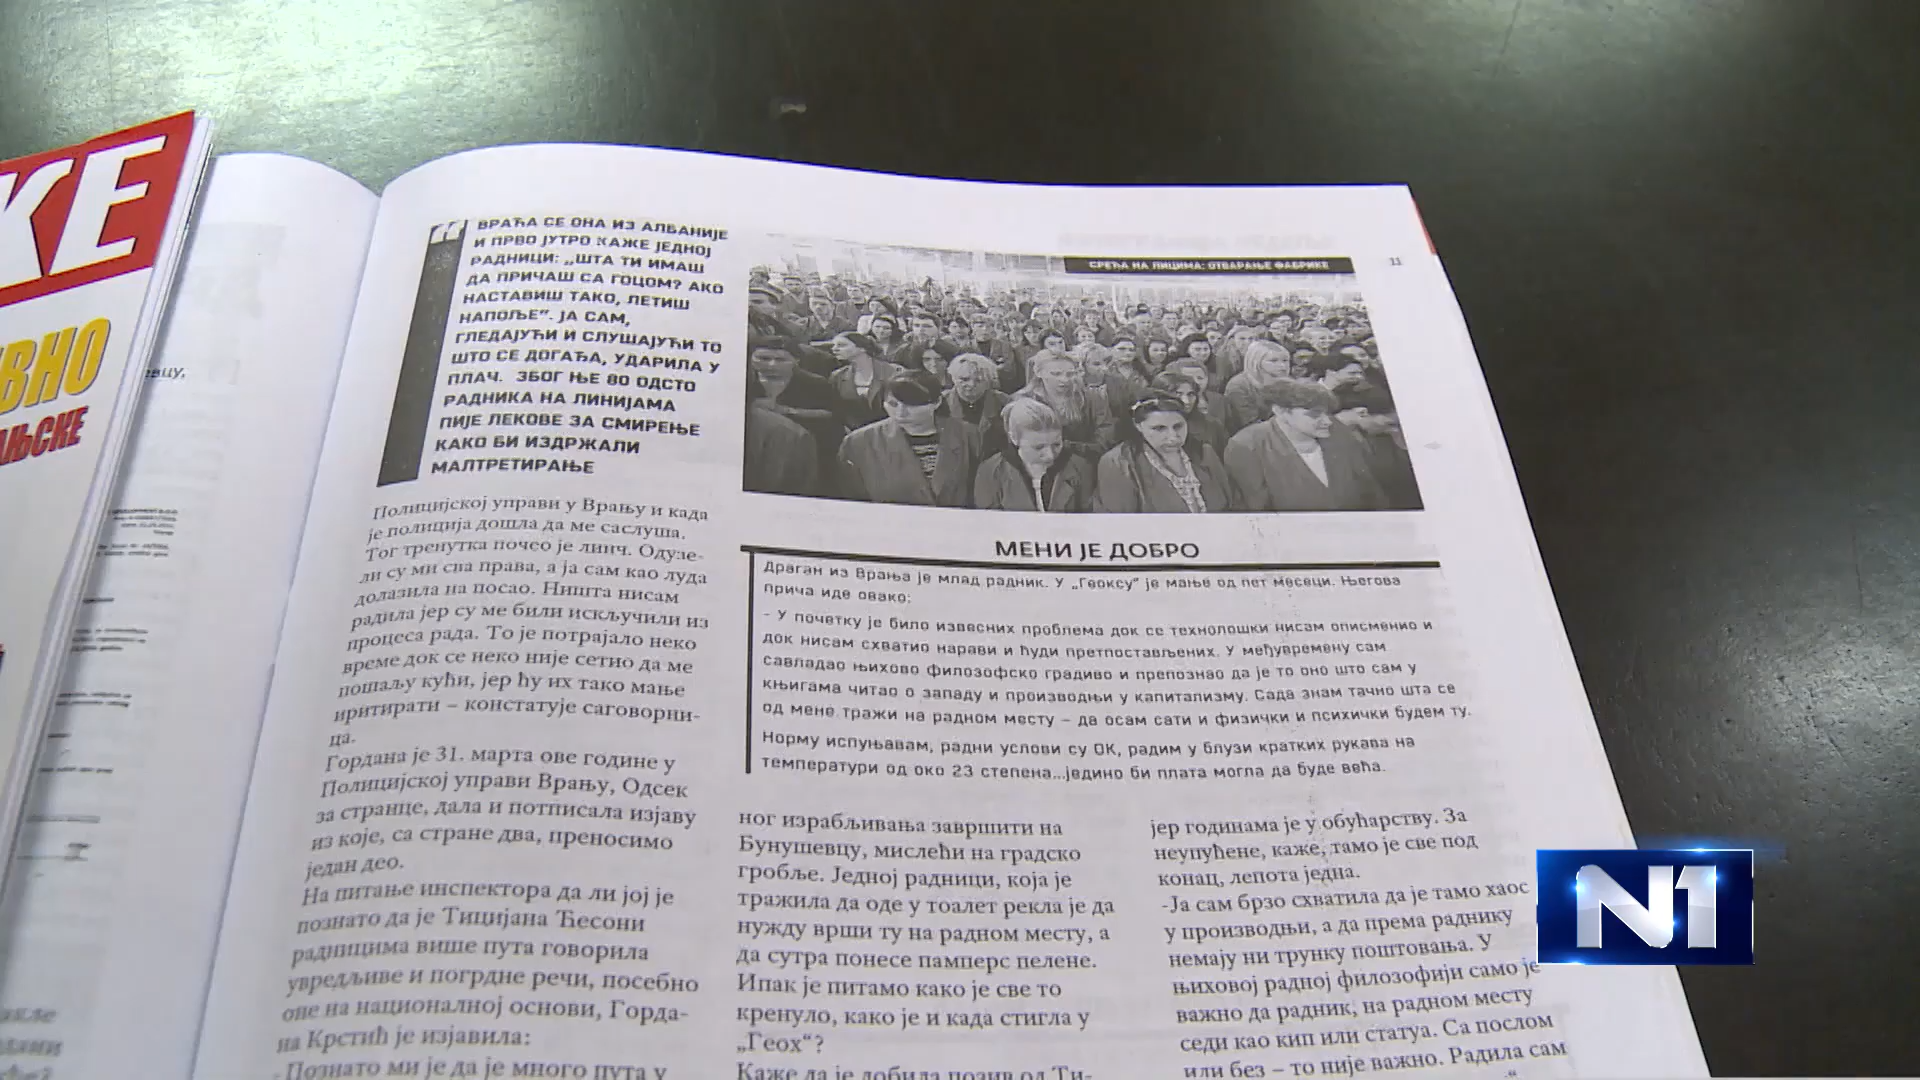 КЕ
ВНО
АЊСКЕ
ВРАЋА СЕ ОНА ИЗ АЛБАНИЈЕ
И ПРВО ЈУТРО КАЖЕ ЈЕДНОЈ
РАДНИЦИ: „ШТА ТИ ИМАШ
ДА ПРИЧАШ СА ГОЦОМ? АКО
НАСТАВИШ ТАКО, ЛЕТИШ
НАПОЉЕ”. ЈА САМ,
ГЛЕДАЈУЋИ И СЛУШАЈУЋИ ТО
ШТО СЕ ДОГАЂА, УДАРИЛА У
ПЛАЧ. ЗБОГ ЊЕ 80 ОДСТО
РАДНИКА НА ЛИНИЈАМА
ПИЈЕ ЛЕКОВЕ ЗА СМИРЕЊЕ
КАКО БИ ИЗДРЖАЛИ
МАЛТРЕТИРАЊЕ
Полицијској управи у Врању и када
је полиција дошла да ме саслуша.
Тог тренутка почео је линч. Одузе-
ли су ми сва права, а ја сам као луда
долазила на посао. Ништа нисам
радила јер су ме били искључили из
процеса рада. То је потрајало неко
време док се неко није сетио да ме
пошаљу кући, јер ћу их тако мање
иритирати – констатује саговорни-
ца.
Гордана је 31. марта ове године у
Полицијској управи Врању, Одсек
за странце, дала и потписала изјаву
из које, са стране два, преносимо
један део.
На питање инспектора да ли јој је
познато да је Тицијана Ђесони
радницима више пута говорила
увредљиве и погрдне речи, посебно
оне на националној основи, Горда-
на Крстић је изјавила:
- Познато ми је да је много пута у
СРЕЋА НА ЛИЦИМА: ОТВАРАЊЕ ФАБРИКЕ
11
МЕНИ ЈЕ ДОБРО
Драган из Врања је млад радник. У „Геоксу” је мање од пет месеци. Његова
прича иде овако:
- У почетку је било извесних проблема док се технолошки нисам описменио и
док нисам схватио нарави и ћуди претпостављених. У међувремену сам
савладао њихово филозофско градиво и препознао да је то оно што сам у
књигама читао о западу и производњи у капитализму. Сада знам тачно шта се
од мене тражи на радном месту – да осам сати и физички и психички будем ту.
Норму испуњавам, радни услови су ОК, радим у блузи кратких рукава на
температури од око 23 степена...једино би плата могла да буде већа.
ног израбљивања завршити на
Бунушевцу, мислећи на градско
гробље. Једној радници, која је
тражила да оде у тоалет рекла је да
нужду врши ту на радном месту, а
да сутра понесе памперс пелене.
Ипак је питамо како је све то
кренуло, како је и када стигла у
„Геох“?
Каже да је добила позив од Ти-
јер годинама је у обућарству. За
неупућене, каже, тамо је све под
конац, лепота једна.
-Ја сам брзо схватила да је тамо хаос
у производњи, а да према раднику
немају ни трунку поштовања. У
њиховој радној филозофији само је
важно да радник, на радном месту
седи као кип или статуа. Са послом
или без – то није важно. Радила сам
N1